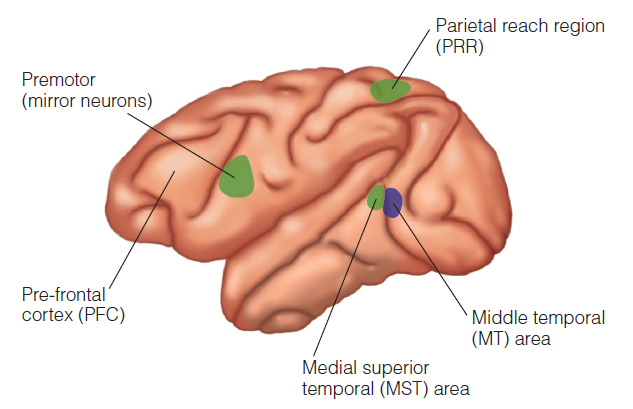 Parietal reach region
(PRR)
Premotor
(mirror neurons)
Pre-frontal
cortex (PFC)
Middle temporal
(MT) area
Medial superior
temporal (MST) area